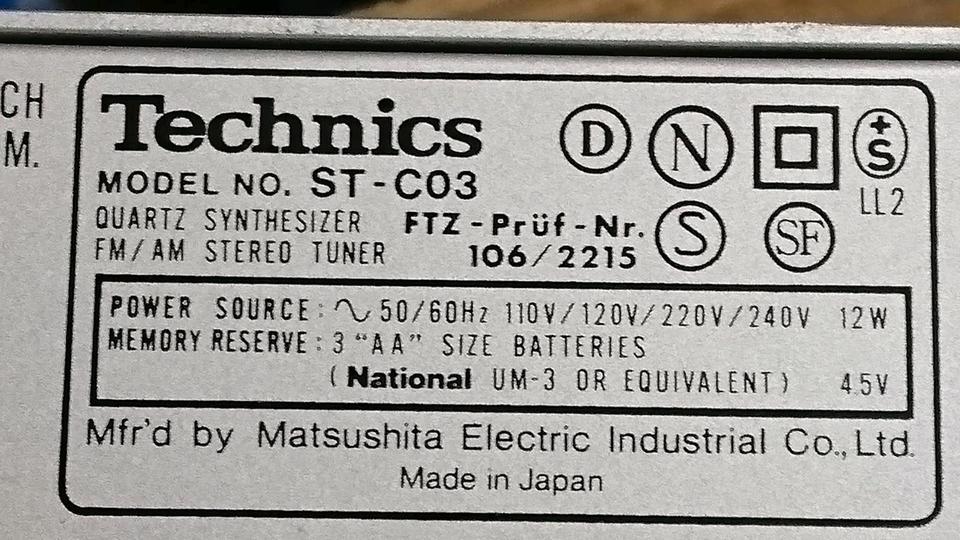 CH
M.
Technics
D N +S
LL2
MODEL NO. ST-C03
QUARTZ SYNTHESIZER FTZ-Prüf-Nr. S SF
FM/AM STEREO TUNER 106/2215
POWER SOURCE: ∿ 50/60Hz 110V/120V/220V/240V 12W
MEMORY RESERVE: 3 “AA” SIZE BATTERIES
(National UM-3 OR EQUIVALENT) 4.5V
Mfr'd by Matsushita Electric Industrial Co., Ltd.
Made in Japan